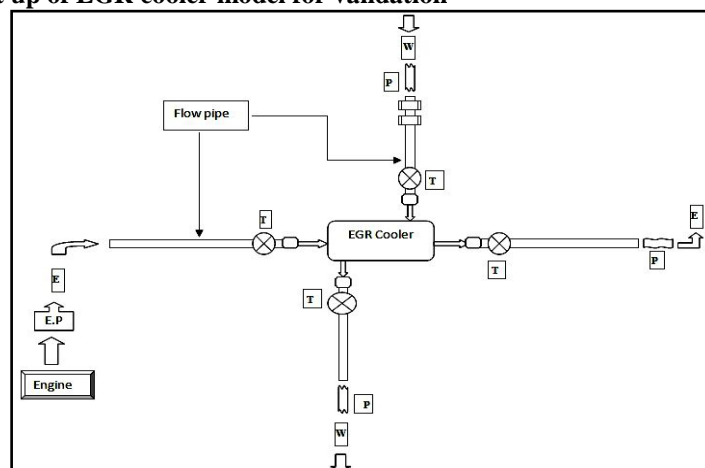 t up of EGR cooler model for validation
W
P
Flow pipe
T
T
E
EGR Cooler
E
T
P
T
E.P
Engine
P
W